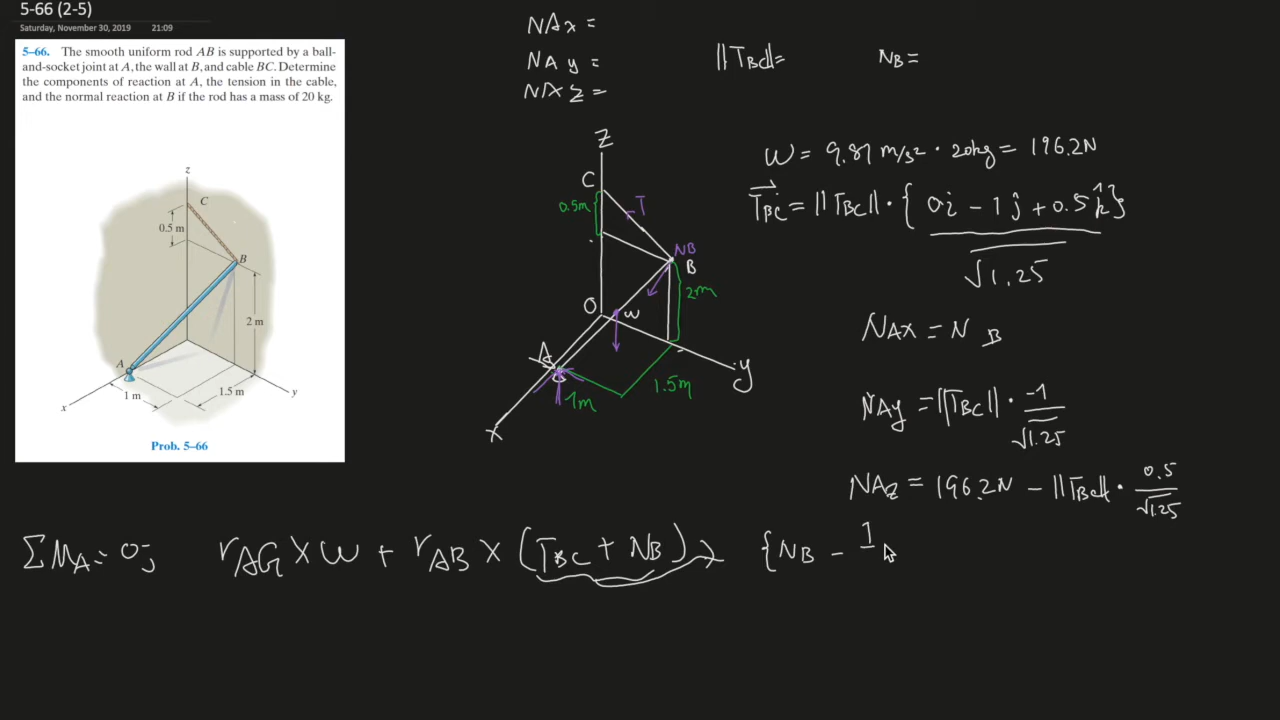 5-66 (2-5)
Saturday, November 30, 2019 21:09
5–66. The smooth uniform rod AB is supported by a ball-
and-socket joint at A, the wall at B, and cable BC. Determine
the components of reaction at A, the tension in the cable,
and the normal reaction at B if the rod has a mass of 20 kg.
z
C
0.5 m
B
2 m
A
1 m
1.5 m
x
y
Prob. 5–66
NAx =
NAy =
NAz =
||TBC||=
NB=
Z
C
0.5m
T
NB
B
2m
O
W
A
1m
1.5m
X
y
W = 9.81 m/s² · 20kg = 196.2N
TBC = ||TBC|| · { 0i - 1j + 0.5k }
√1.25
NAx = NB
NAy = ||TBC|| · -1
√1.25
NAz = 196.2N - ||TBC|| · 0.5
√1.25
ΣMA = 0; rAG × W + rAB × (TBC + NB) {NB - 1